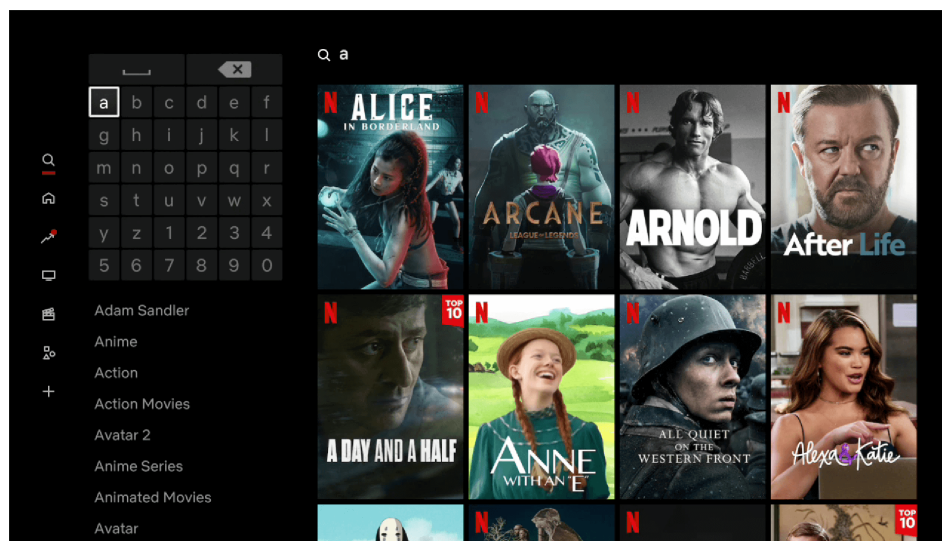 a
a b c d e f
g h i j k l
m n o p q r
s t u v w x
y z 1 2 3 4
5 6 7 8 9 0
Adam Sandler
Anime
Action
Action Movies
Avatar 2
Anime Series
Animated Movies
Avatar
N
ALICE
IN BORDERLAND
N
ARCANE
LEAGUE OF LEGENDS
N
ARNOLD
BARBELL
N
After Life
N
TOP
10
A DAY AND A HALF
N
ANNE
WITH AN "E"
N
ALL QUIET
ON THE
WESTERN FRONT
N
Alexa & Katie
N
N
TOP
10